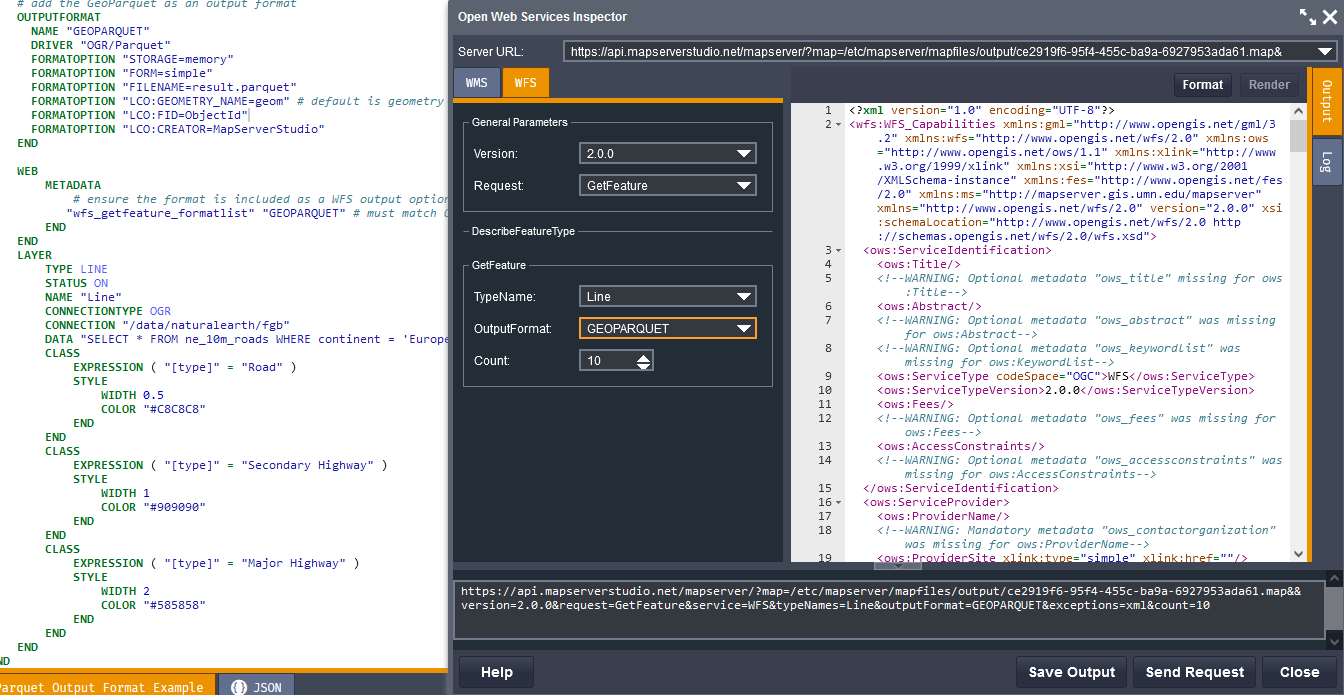 # add the GeoParquet as an output format
OUTPUTFORMAT
NAME "GEOPARQUET"
DRIVER "OGR/Parquet"
FORMATOPTION "STORAGE=memory"
FORMATOPTION "FORM=simple"
FORMATOPTION "FILENAME=result.parquet"
FORMATOPTION "LCO:GEOMETRY_NAME=geom" # default is geometry
FORMATOPTION "LCO:FID=ObjectId"
FORMATOPTION "LCO:CREATOR=MapServerStudio"
END
WEB
METADATA
# ensure the format is included as a WFS output option
"wfs_getfeature_formatlist" "GEOPARQUET" # must match
END
END
LAYER
TYPE LINE
STATUS ON
NAME "Line"
CONNECTIONTYPE OGR
CONNECTION "/data/naturalearth/fgb"
DATA "SELECT * FROM ne_10m_roads WHERE continent = 'Europe
CLASS
EXPRESSION ( "[type]" = "Road" )
STYLE
WIDTH 0.5
COLOR "#C8C8C8"
END
END
CLASS
EXPRESSION ( "[type]" = "Secondary Highway" )
STYLE
WIDTH 1
COLOR "#909090"
END
END
CLASS
EXPRESSION ( "[type]" = "Major Highway" )
STYLE
WIDTH 2
COLOR "#585858"
END
END
END
ND
arquet Output Format Example
{} JSON
Open Web Services Inspector
Server URL:
https://api.mapserverstudio.net/mapserver/?map=/etc/mapserver/mapfiles/output/ce2919f6-95f4-455c-ba9a-6927953ada61.map&
WMS
WFS
General Parameters
Version:
2.0.0
Request:
GetFeature
DescribeFeatureType
GetFeature
TypeName:
Line
OutputFormat:
GEOPARQUET
Count:
10
Format
Render
Output
Log
1 <?xml version="1.0" encoding="UTF-8"?>
2 <wfs:WFS_Capabilities xmlns:gml="http://www.opengis.net/gml/3
.2" xmlns:wfs="http://www.opengis.net/wfs/2.0" xmlns:ows
="http://www.opengis.net/ows/1.1" xmlns:xlink="http://www
.w3.org/1999/xlink" xmlns:xsi="http://www.w3.org/2001
/XMLSchema-instance" xmlns:fes="http://www.opengis.net/fes
/2.0" xmlns:ms="http://mapserver.gis.umn.edu/mapserver"
xmlns="http://www.opengis.net/wfs/2.0" version="2.0.0" xsi
:schemaLocation="http://www.opengis.net/wfs/2.0 http
://schemas.opengis.net/wfs/2.0/wfs.xsd">
3 <ows:ServiceIdentification>
4 <ows:Title/>
5 <!--WARNING: Optional metadata "ows_title" missing for ows
:Title-->
6 <ows:Abstract/>
7 <!--WARNING: Optional metadata "ows_abstract" was missing
for ows:Abstract-->
8 <!--WARNING: Optional metadata "ows_keywordlist" was
missing for ows:KeywordList-->
9 <ows:ServiceType codeSpace="OGC">WFS</ows:ServiceType>
10 <ows:ServiceTypeVersion>2.0.0</ows:ServiceTypeVersion>
11 <ows:Fees/>
12 <!--WARNING: Optional metadata "ows_fees" was missing for
ows:Fees-->
13 <ows:AccessConstraints/>
14 <!--WARNING: Optional metadata "ows_accessconstraints" was
missing for ows:AccessConstraints-->
15 </ows:ServiceIdentification>
16 <ows:ServiceProvider>
17 <ows:ProviderName/>
18 <!--WARNING: Mandatory metadata "ows_contactorganization"
was missing for ows:ProviderName-->
19 <ows:ProviderSite xlink:type="simple" xlink:href=""/>
https://api.mapserverstudio.net/mapserver/?map=/etc/mapserver/mapfiles/output/ce2919f6-95f4-455c-ba9a-6927953ada61.map&&
version=2.0.0&request=GetFeature&service=WFS&typeNames=Line&outputFormat=GEOPARQUET&exceptions=xml&count=10
Help
Save Output
Send Request
Close